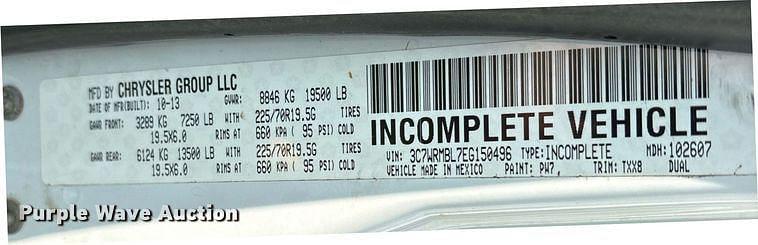 MFD BY CHRYSLER GROUP LLC
DATE OF MFR(BUILT): 10-13 GVWR: 8846 KG 19500 LB
GAWR FRONT: 3289 KG 7250 LB WITH 225/70R19.5G TIRES
19.5X6.0 RIMS AT 660 KPA ( 95 PSI) COLD
GAWR REAR: 6124 KG 13500 LB WITH 225/70R19.5G TIRES
19.5X6.0 RIMS AT 660 KPA ( 95 PSI) COLD
INCOMPLETE VEHICLE
VIN: 3C7WRMBL7EG150496 TYPE: INCOMPLETE MDH: 102607
VEHICLE MADE IN MEXICO PAINT: PW7, TRIM: TXX8 DUAL
Purple Wave Auction